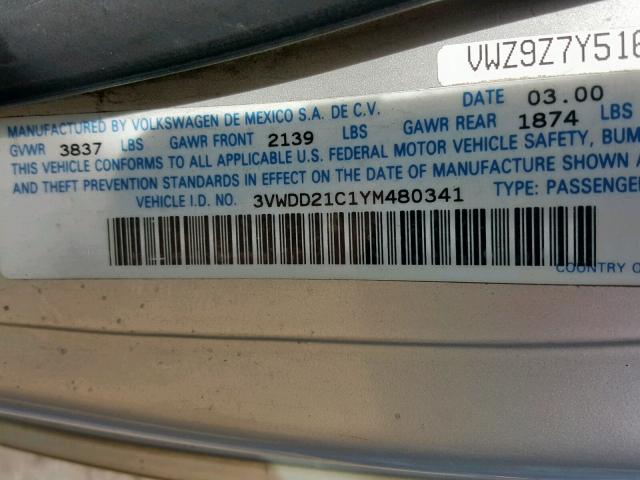 VWZ9Z7Y51
MANUFACTURED BY VOLKSWAGEN DE MEXICO S.A. DE C.V. DATE 03.00
GVWR 3837 LBS GAWR FRONT 2139 LBS GAWR REAR 1874 LBS
THIS VEHICLE CONFORMS TO ALL APPLICABLE U.S. FEDERAL MOTOR VEHICLE SAFETY, BUM
AND THEFT PREVENTION STANDARDS IN EFFECT ON THE DATE OF MANUFACTURE SHOWN A
VEHICLE I.D. NO. 3VWDD21C1YM480341 TYPE: PASSENGER
COUNTRY O